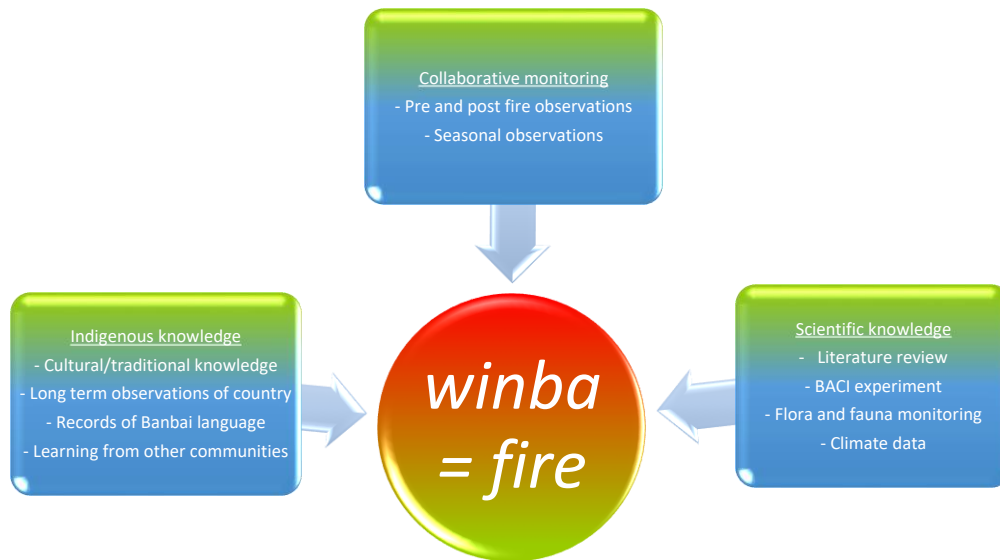 Collaborative monitoring
- Pre and post fire observations
- Seasonal observations
Indigenous knowledge
- Cultural/traditional knowledge
- Long term observations of country
- Records of Banbai language
- Learning from other communities
winba
= fire
Scientific knowledge
- Literature review
- BACI experiment
- Flora and fauna monitoring
- Climate data